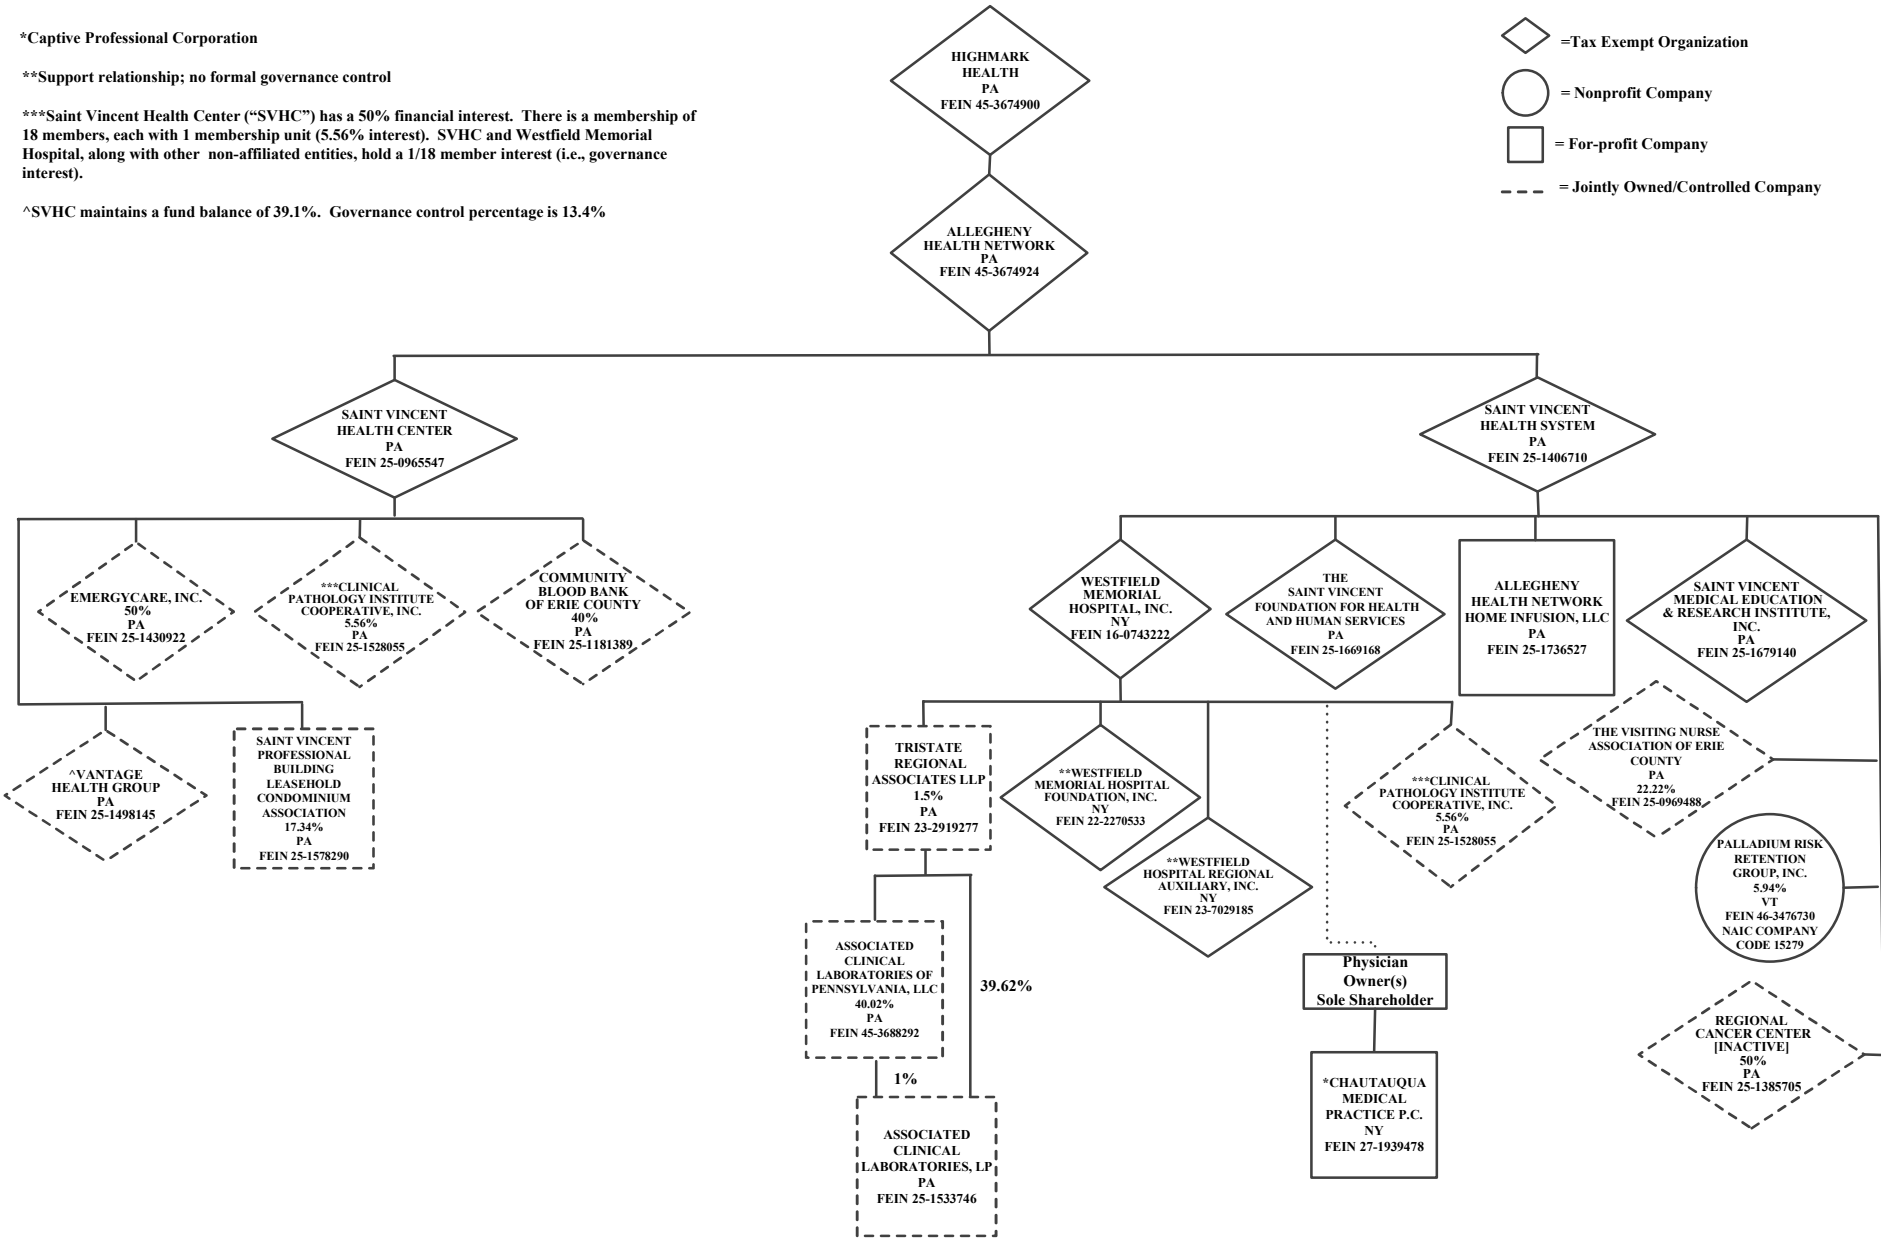 *Captive Professional Corporation
**Support relationship; no formal governance control
***Saint Vincent Health Center (“SVHC”) has a 50% financial interest.  There is a membership of
18 members, each with 1 membership unit (5.56% interest).  SVHC and Westfield Memorial
Hospital, along with other  non-affiliated entities, hold a 1/18 member interest (i.e., governance
interest).
^SVHC maintains a fund balance of 39.1%.  Governance control percentage is 13.4%
=Tax Exempt Organization
= Nonprofit Company
= For-profit Company
= Jointly Owned/Controlled Company
HIGHMARK
HEALTH
PA
FEIN 45-3674900
ALLEGHENY
HEALTH NETWORK
PA
FEIN 45-3674924
SAINT VINCENT
HEALTH CENTER
PA
FEIN 25-0965547
SAINT VINCENT
HEALTH SYSTEM
PA
FEIN 25-1406710
EMERGYCARE, INC.
50%
PA
FEIN 25-1430922
***CLINICAL
PATHOLOGY INSTITUTE
COOPERATIVE, INC.
5.56%
PA
FEIN 25-1528055
COMMUNITY
BLOOD BANK
OF ERIE COUNTY
40%
PA
FEIN 25-1181389
WESTFIELD
MEMORIAL
HOSPITAL, INC.
NY
FEIN 16-0743222
THE
SAINT VINCENT
FOUNDATION FOR HEALTH
AND HUMAN SERVICES
PA
FEIN 25-1669168
ALLEGHENY
HEALTH NETWORK
HOME INFUSION, LLC
PA
FEIN 25-1736527
SAINT VINCENT
MEDICAL EDUCATION
& RESEARCH INSTITUTE,
INC.
PA
FEIN 25-1679140
^VANTAGE
HEALTH GROUP
PA
FEIN 25-1498145
SAINT VINCENT
PROFESSIONAL
BUILDING
LEASEHOLD
CONDOMINIUM
ASSOCIATION
17.34%
PA
FEIN 25-1578290
TRISTATE
REGIONAL
ASSOCIATES LLP
1.5%
PA
FEIN 23-2919277
**WESTFIELD
MEMORIAL HOSPITAL
FOUNDATION, INC.
NY
FEIN 22-2270533
**WESTFIELD
HOSPITAL REGIONAL
AUXILIARY, INC.
NY
FEIN 23-7029185
***CLINICAL
PATHOLOGY INSTITUTE
COOPERATIVE, INC.
5.56%
PA
FEIN 25-1528055
THE VISITING NURSE
ASSOCIATION OF ERIE
COUNTY
PA
22.22%
FEIN 25-0969488
PALLADIUM RISK
RETENTION
GROUP, INC.
5.94%
VT
FEIN 46-3476730
NAIC COMPANY
CODE 15279
ASSOCIATED
CLINICAL
LABORATORIES OF
PENNSYLVANIA, LLC
40.02%
PA
FEIN 45-3688292
39.62%
1%
ASSOCIATED
CLINICAL
LABORATORIES, LP
PA
FEIN 25-1533746
Physician
Owner(s)
Sole Shareholder
*CHAUTAUQUA
MEDICAL
PRACTICE P.C.
NY
FEIN 27-1939478
REGIONAL
CANCER CENTER
[INACTIVE]
50%
PA
FEIN 25-1385705